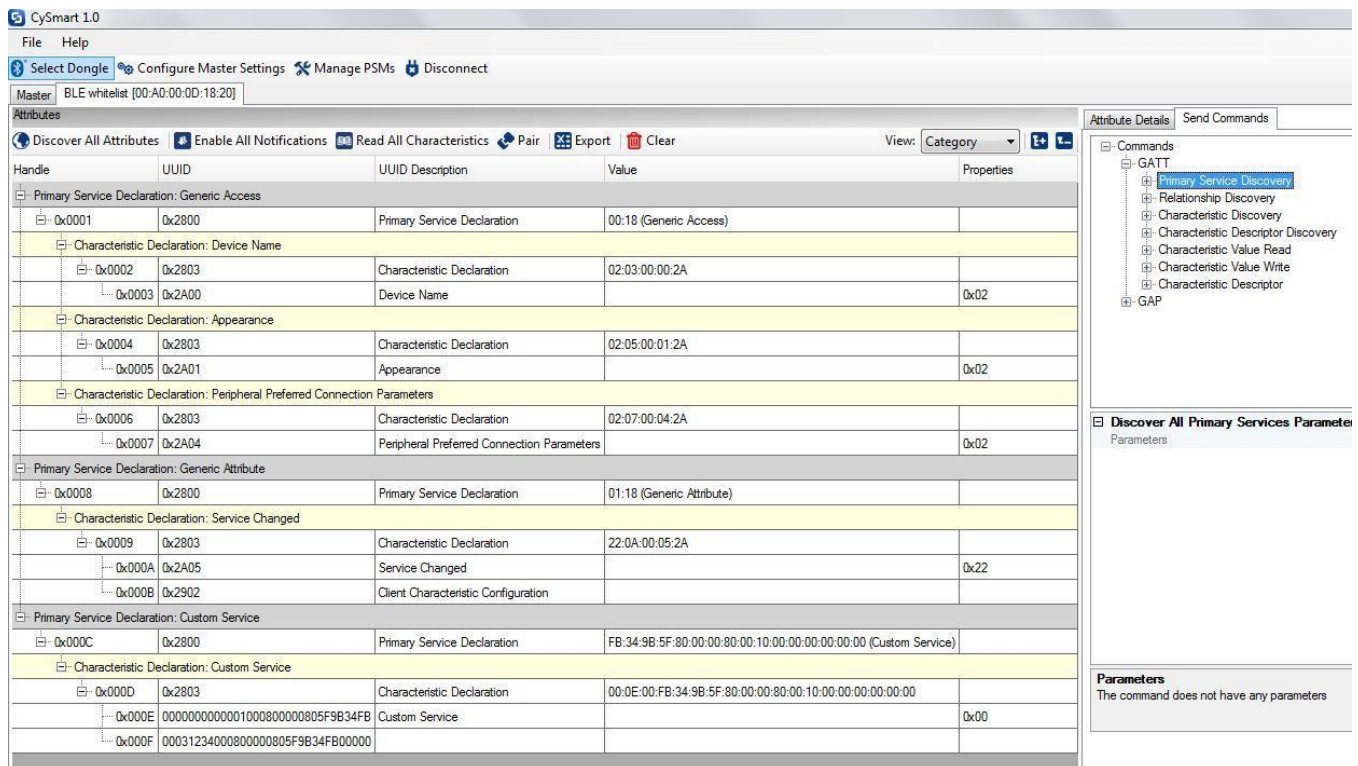 CySmart 1.0
File Help
Select Dongle Configure Master Settings Manage PSMs Disconnect
Master BLE whitelist [00:A0:00:0D:18:20]
Attributes
Discover All Attributes Enable All Notifications Read All Characteristics Pair Export Clear View: Category
Handle UUID UUID Description Value Properties
Primary Service Declaration: Generic Access
0x0001 0x2800 Primary Service Declaration 00:18 (Generic Access)
Characteristic Declaration: Device Name
0x0002 0x2803 Characteristic Declaration 02:03:00:00:2A
0x0003 0x2A00 Device Name 0x02
Characteristic Declaration: Appearance
0x0004 0x2803 Characteristic Declaration 02:05:00:01:2A
0x0005 0x2A01 Appearance 0x02
Characteristic Declaration: Peripheral Preferred Connection Parameters
0x0006 0x2803 Characteristic Declaration 02:07:00:04:2A
0x0007 0x2A04 Peripheral Preferred Connection Parameters 0x02
Primary Service Declaration: Generic Attribute
0x0008 0x2800 Primary Service Declaration 01:18 (Generic Attribute)
Characteristic Declaration: Service Changed
0x0009 0x2803 Characteristic Declaration 22:0A:00:05:2A
0x000A 0x2A05 Service Changed 0x22
0x000B 0x2902 Client Characteristic Configuration
Primary Service Declaration: Custom Service
0x000C 0x2800 Primary Service Declaration FB:34:9B:5F:80:00:00:80:00:10:00:00:00:00:00:00 (Custom Service)
Characteristic Declaration: Custom Service
0x000D 0x2803 Characteristic Declaration 00:0E:00:FB:34:9B:5F:80:00:00:80:00:10:00:00:00:00:00:00
0x000E 0000000000001000800000805F9B34FB Custom Service 0x00
0x000F 00031234000800000805F9B34FB00000
Attribute Details Send Commands
Commands
GATT
Primary Service Discovery
Relationship Discovery
Characteristic Discovery
Characteristic Descriptor Discovery
Characteristic Value Read
Characteristic Value Write
Characteristic Descriptor
GAP
Discover All Primary Services Paramete
Parameters
Parameters
The command does not have any parameters